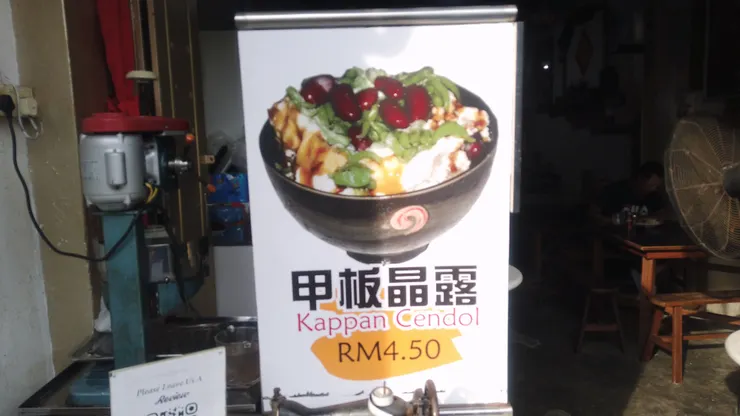 甲板晶露
Kappan Cendol
RM4.50
Please Leave Us A
Review